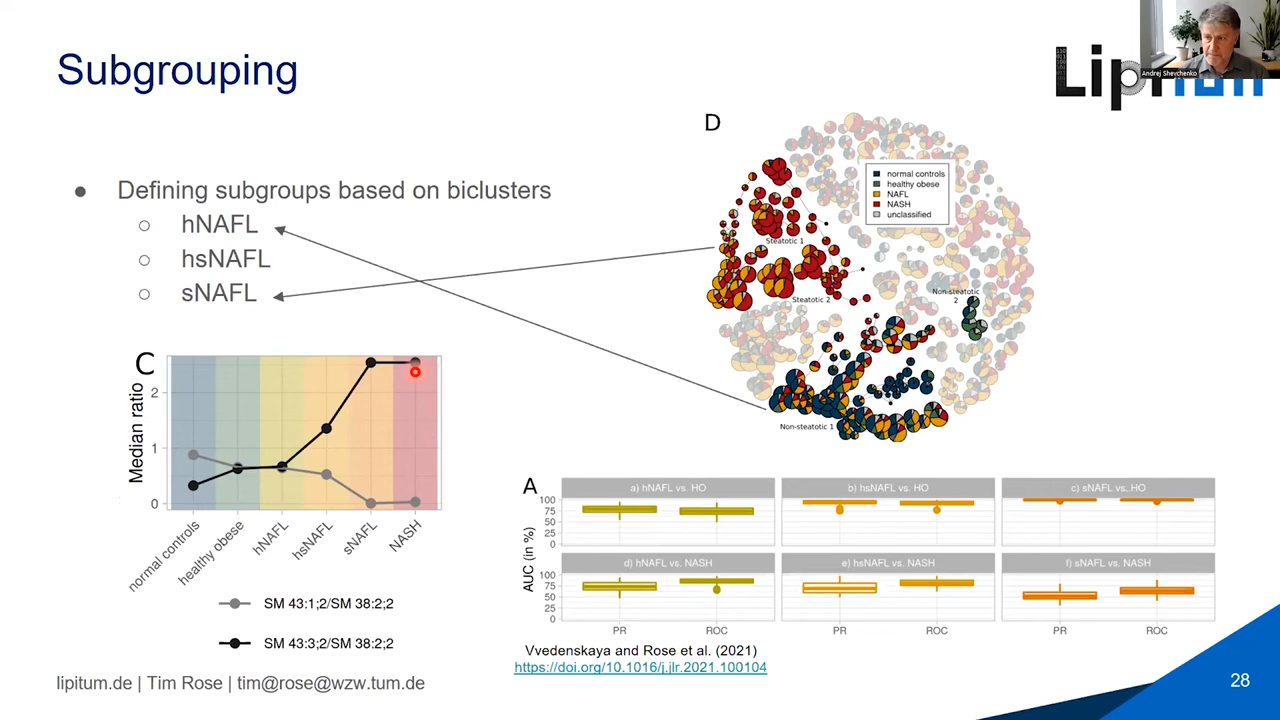 Subgrouping
Andrej Shevchenko
● Defining subgroups based on biclusters
○ hNAFL
○ hsNAFL
○ sNAFL
D
normal controls
healthy obese
NAFL
NASH
unclassified
Steatotic 1
Steatotic 2
Non-steatotic
2
Non-steatotic 1
C
Median ratio
2
1
0
normal controls
healthy obese
hNAFL
hsNAFL
sNAFL
NASH
SM 43:1;2/SM 38:2;2
SM 43:3;2/SM 38:2;2
A
AUC (in %)
a) hNAFL vs. HO
b) hsNAFL vs. HO
c) sNAFL vs. HO
100
75
50
25
0
d) hNAFL vs. NASH
e) hsNAFL vs. NASH
f) sNAFL vs. NASH
100
75
50
25
0
PR ROC PR ROC PR ROC
Vvedenskaya and Rose et al. (2021)
https://doi.org/10.1016/j.jlr.2021.100104
lipitum.de | Tim Rose | tim@rose@wzw.tum.de
28